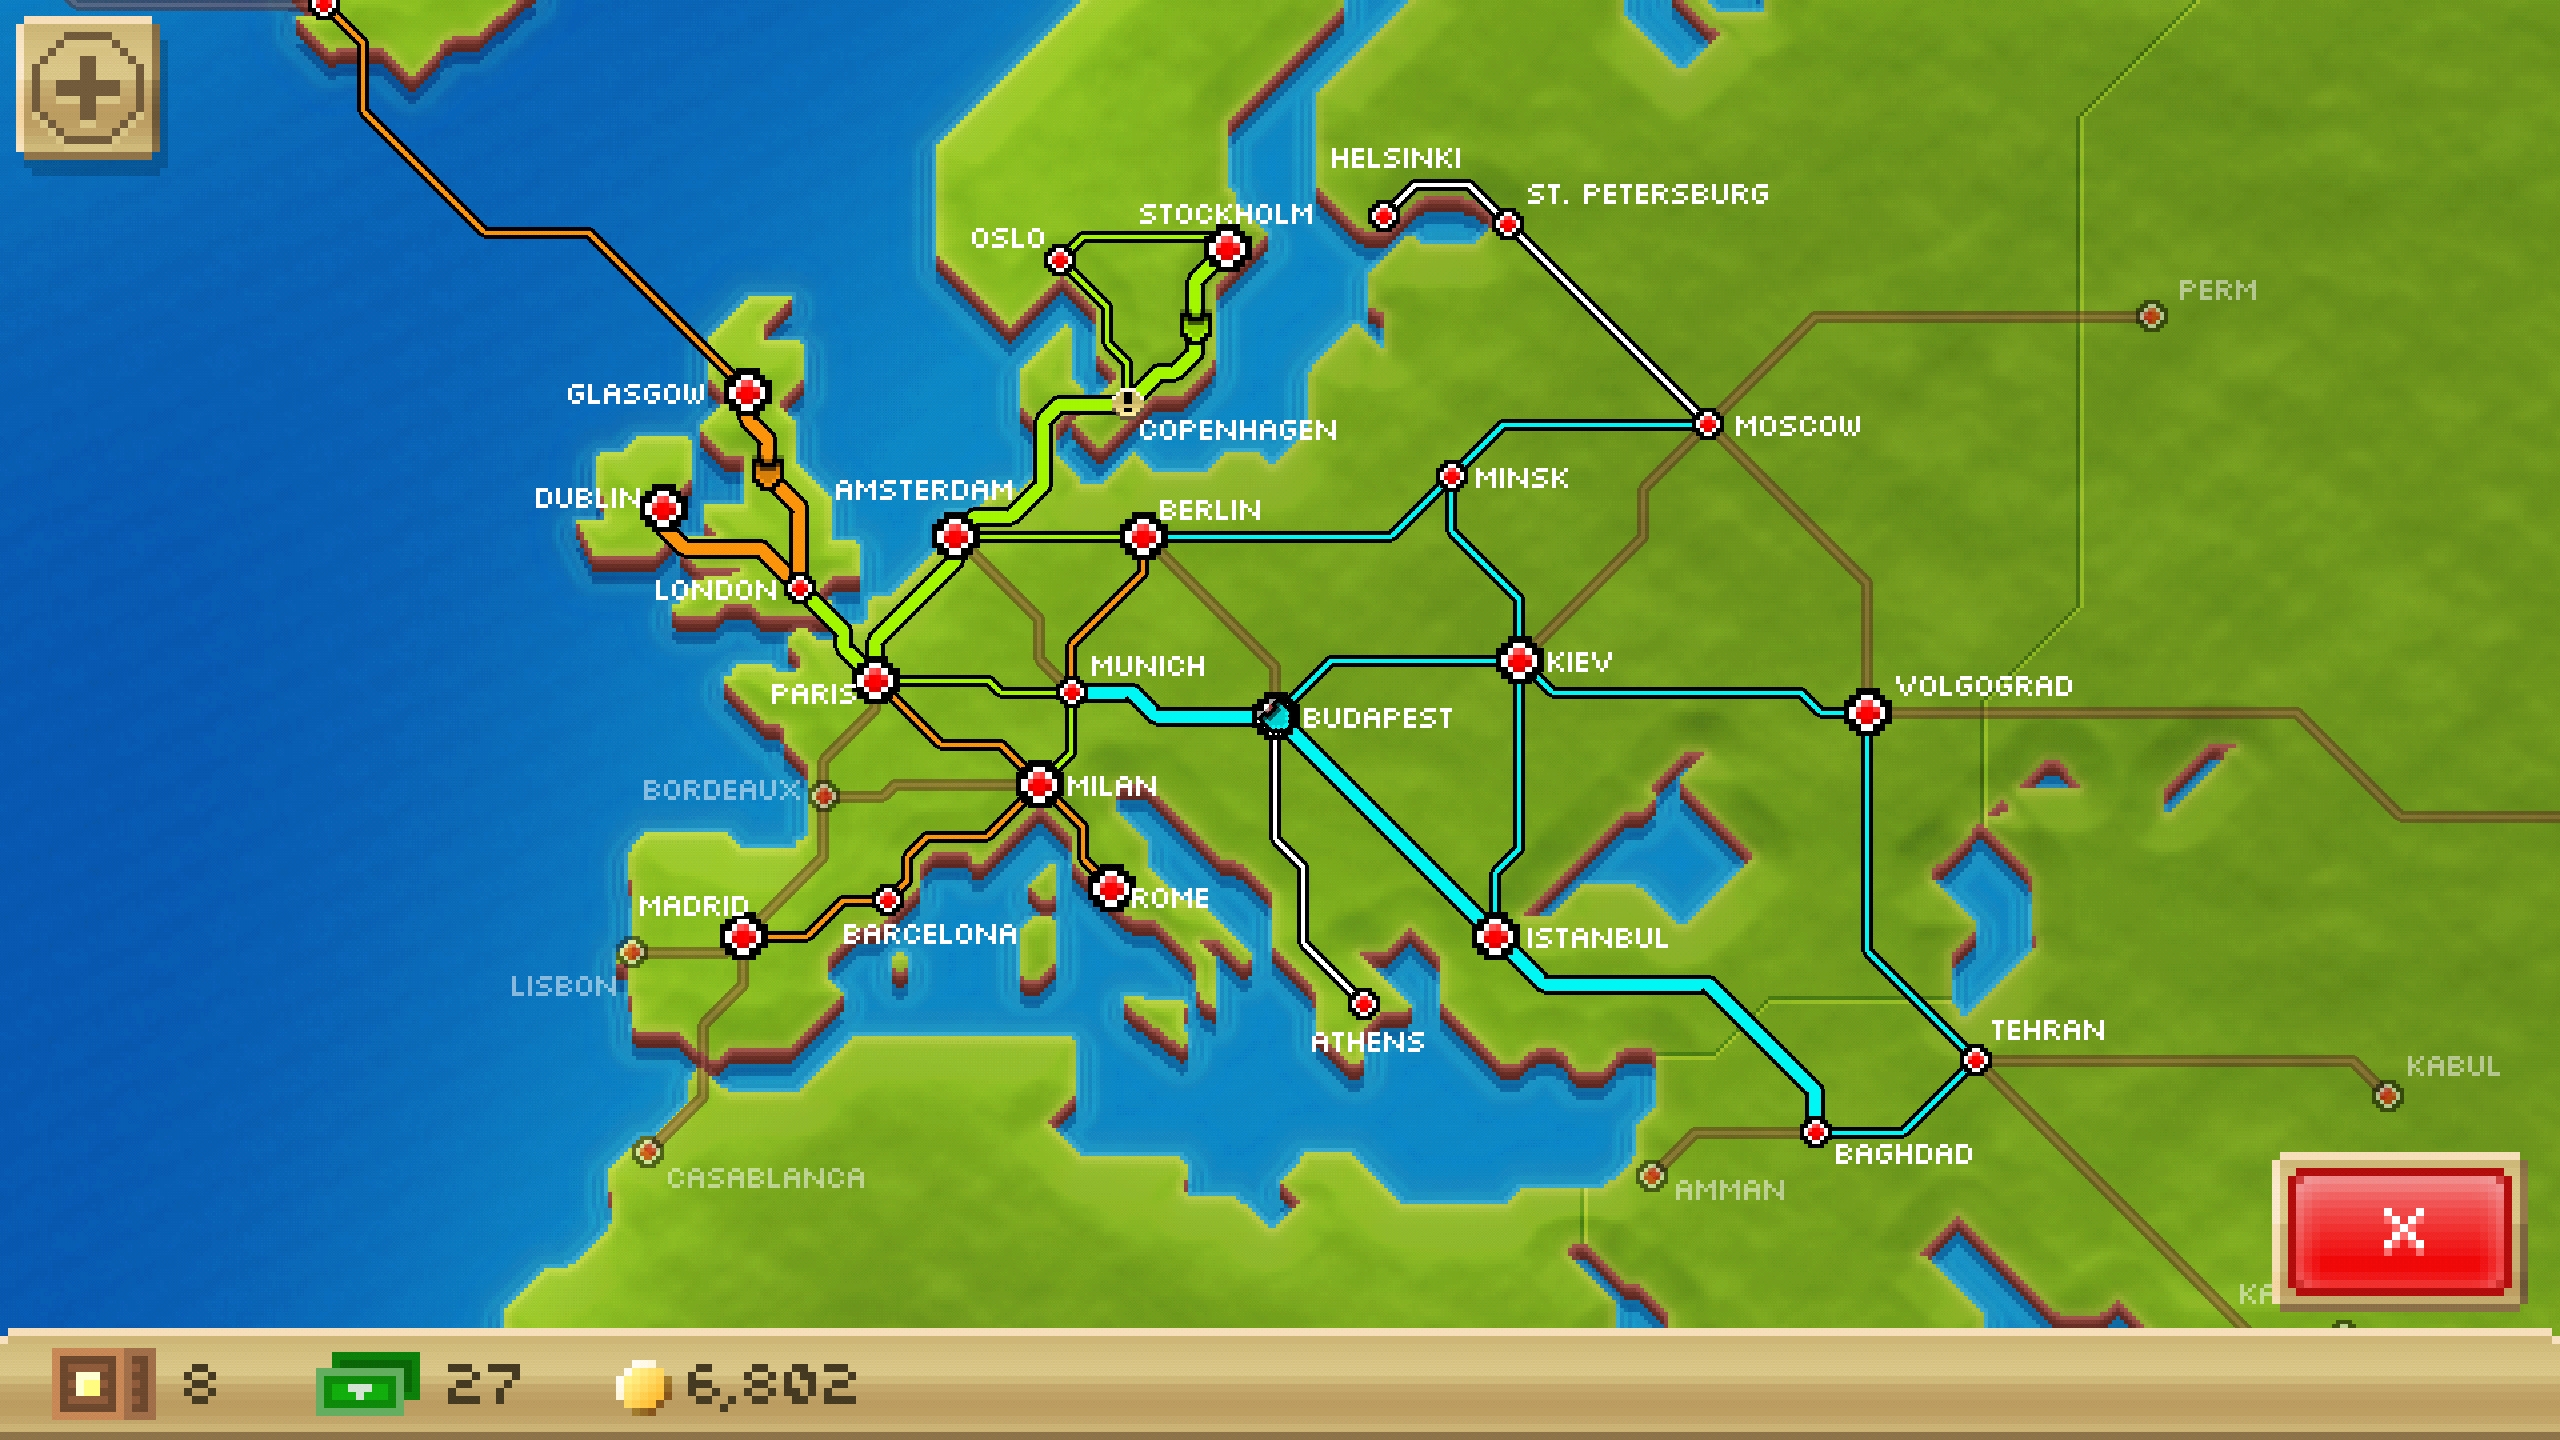 HELSINKI
ST. PETERSBURG
STOCKHOLM
OSLO
PERM
GLASGOW
COPENHAGEN
MOSCOW
MINSK
AMSTERDAM
DUBLIN
BERLIN
LONDON
MUNICH
KIEV
PARIS
VOLGOGRAD
BUDAPEST
BORDEAUX
MILAN
MADRID
ROME
BARCELONA
ISTANBUL
LISBON
ATHENS
TEHRAN
KABUL
BAGHDAD
CASABLANCA
AMMAN
X
8
27
6,802